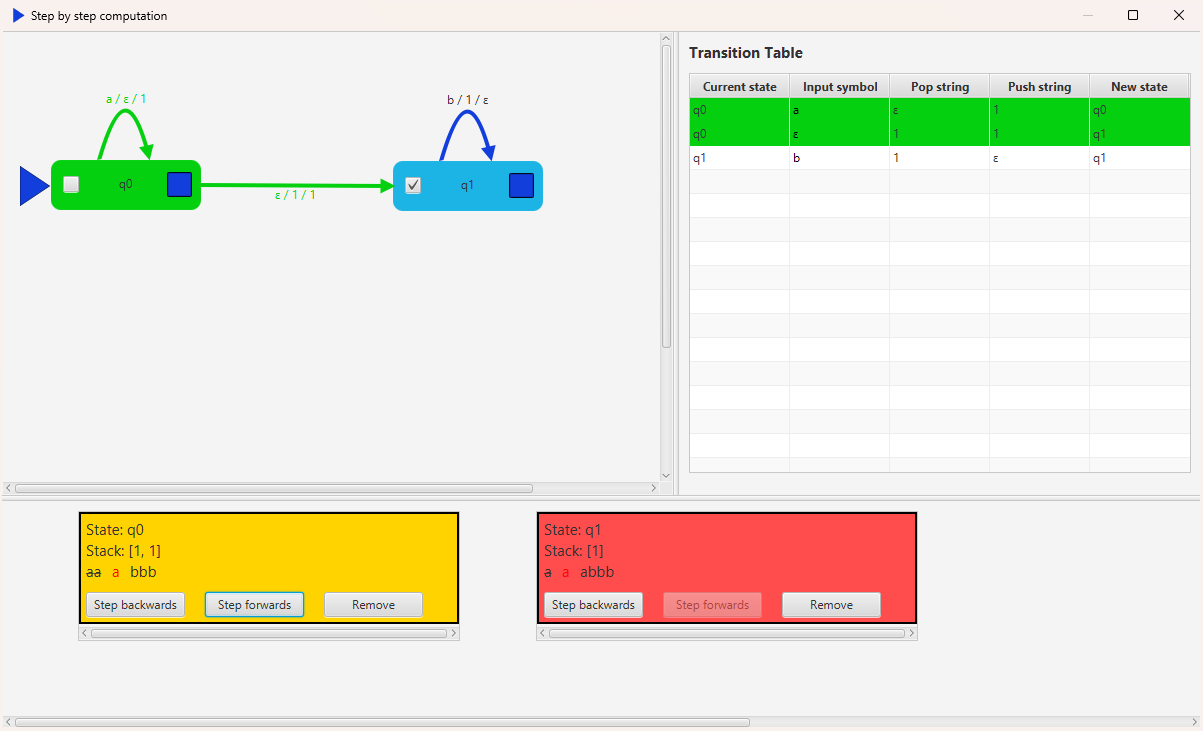 Step by step computation
Transition Table
Current state Input symbol Pop string Push string New state
q0 a ε 1 q0
q0 ε 1 1 q1
q1 b 1 ε q1
a / ε / 1
b / 1 / ε
q0
q1
ε / 1 / 1
State: q0
Stack: [1, 1]
aa a bbb
Step backwards Step forwards Remove
State: q1
Stack: [1]
a a abbb
Step backwards Step forwards Remove